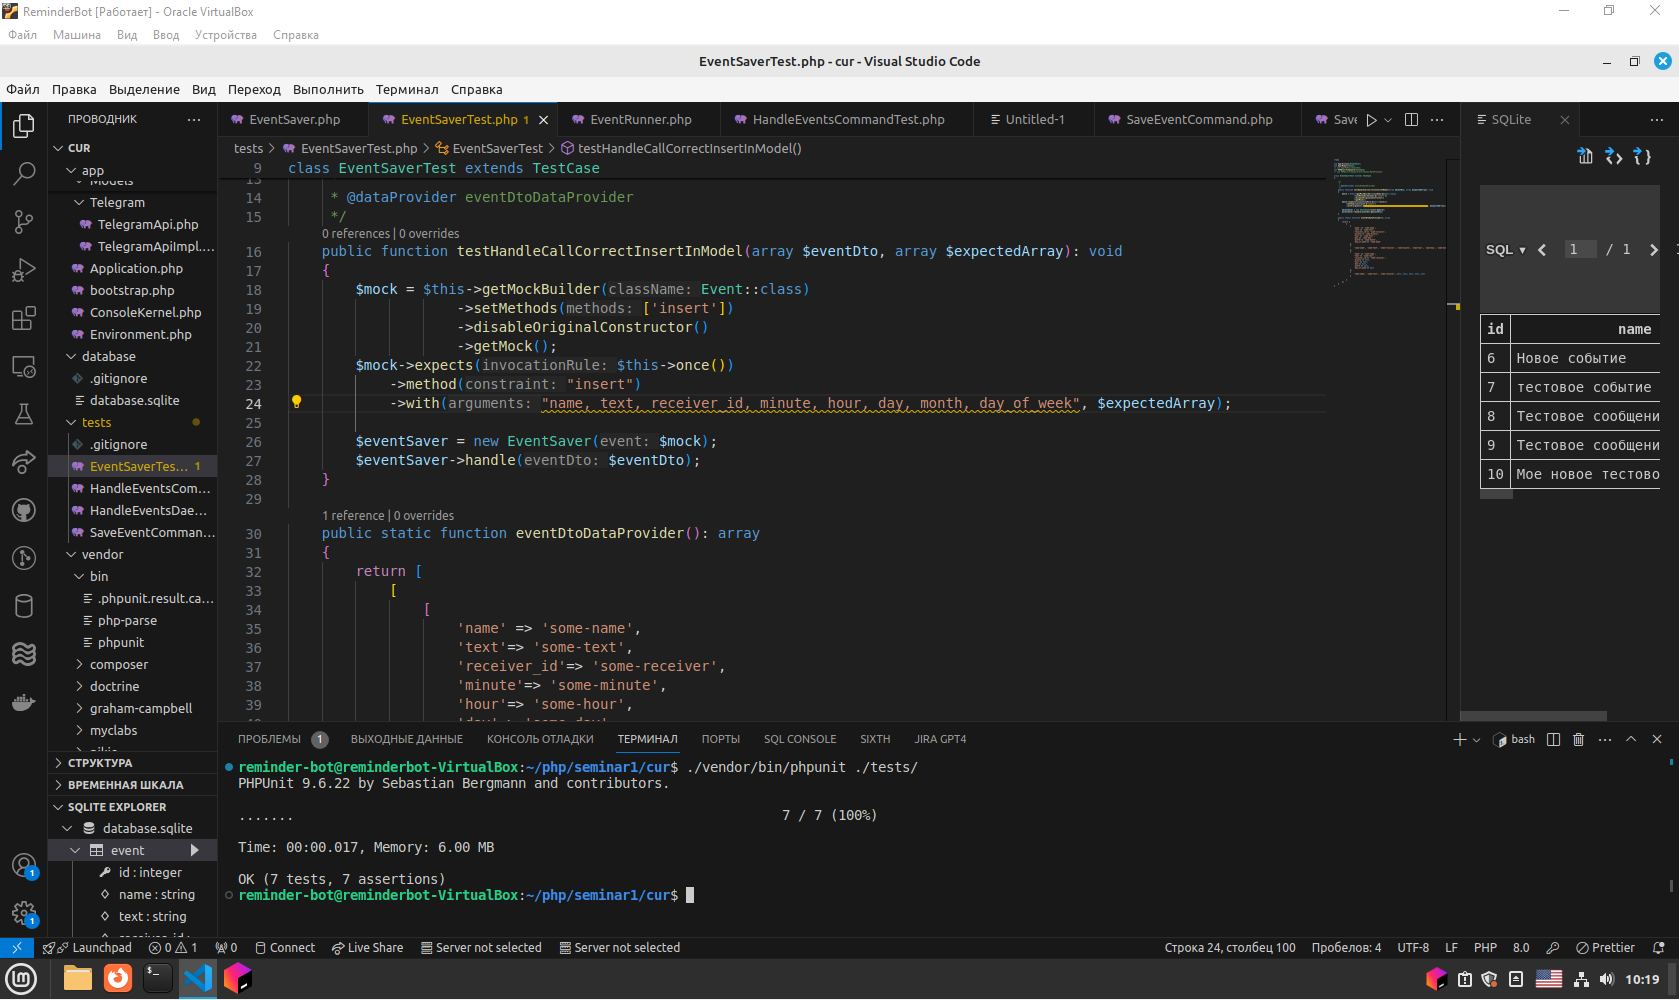 ReminderBot [Работает] - Oracle VirtualBox
Файл Машина Вид Ввод Устройства Справка
EventSaverTest.php - cur - Visual Studio Code
Файл Правка Выделение Вид Переход Выполнить Терминал Справка
ПРОВОДНИК
CUR
app
Models
Telegram
TelegramApi.php
TelegramApiImpl....
Application.php
bootstrap.php
ConsoleKernel.php
Environment.php
database
.gitignore
database.sqlite
tests
.gitignore
EventSaverTes... 1
HandleEventsCom...
HandleEventsDae...
SaveEventComman...
vendor
bin
.phpunit.result.ca...
php-parse
phpunit
composer
doctrine
graham-campbell
myclabs
СТРУКТУРА
ВРЕМЕННАЯ ШКАЛА
SQLITE EXPLORER
database.sqlite
event
id : integer
name : string
text : string
EventSaver.php EventSaverTest.php 1 EventRunner.php HandleEventsCommandTest.php Untitled-1 SaveEventCommand.php Save
tests > EventSaverTest.php > EventSaverTest > testHandleCallCorrectInsertInModel()
9 class EventSaverTest extends TestCase
13
14 * @dataProvider eventDtoDataProvider
15 */
0 references | 0 overrides
16 public function testHandleCallCorrectInsertInModel(array $eventDto, array $expectedArray): void
17 {
18 $mock = $this->getMockBuilder(className: Event::class)
19 ->setMethods(methods: ['insert'])
20 ->disableOriginalConstructor()
21 ->getMock();
22 $mock->expects(invocationRule: $this->once())
23 ->method(constraint: "insert")
24 ->with(arguments: "name, text, receiver_id, minute, hour, day, month, day_of_week", $expectedArray);
25
26 $eventSaver = new EventSaver(event: $mock);
27 $eventSaver->handle(eventDto: $eventDto);
28 }
29
1 reference | 0 overrides
30 public static function eventDtoDataProvider(): array
31 {
32 return [
33 [
34 [
35 'name' => 'some-name',
36 'text'=> 'some-text',
37 'receiver_id'=> 'some-receiver',
38 'minute'=> 'some-minute',
39 'hour'=> 'some-hour',
SQLite
SQL 1 / 1
id name
6 Новое событие
7 тестовое событие
8 Тестовое сообщени
9 Тестовое сообщени
10 Мое новое тестово
ПРОБЛЕМЫ 1 ВЫХОДНЫЕ ДАННЫЕ КОНСОЛЬ ОТЛАДКИ ТЕРМИНАЛ ПОРТЫ SQL CONSOLE SIXTH JIRA GPT4 bash
reminder-bot@reminderbot-VirtualBox:~/php/seminar1/cur$ ./vendor/bin/phpunit ./tests/
PHPUnit 9.6.22 by Sebastian Bergmann and contributors.
....... 7 / 7 (100%)
Time: 00:00.017, Memory: 6.00 MB
OK (7 tests, 7 assertions)
reminder-bot@reminderbot-VirtualBox:~/php/seminar1/cur$
1
1
Launchpad 0 1 0 Connect Live Share Server not selected Server not selected Строка 24, столбец 100 Пробелов: 4 UTF-8 LF PHP 8.0 Prettier
10:19